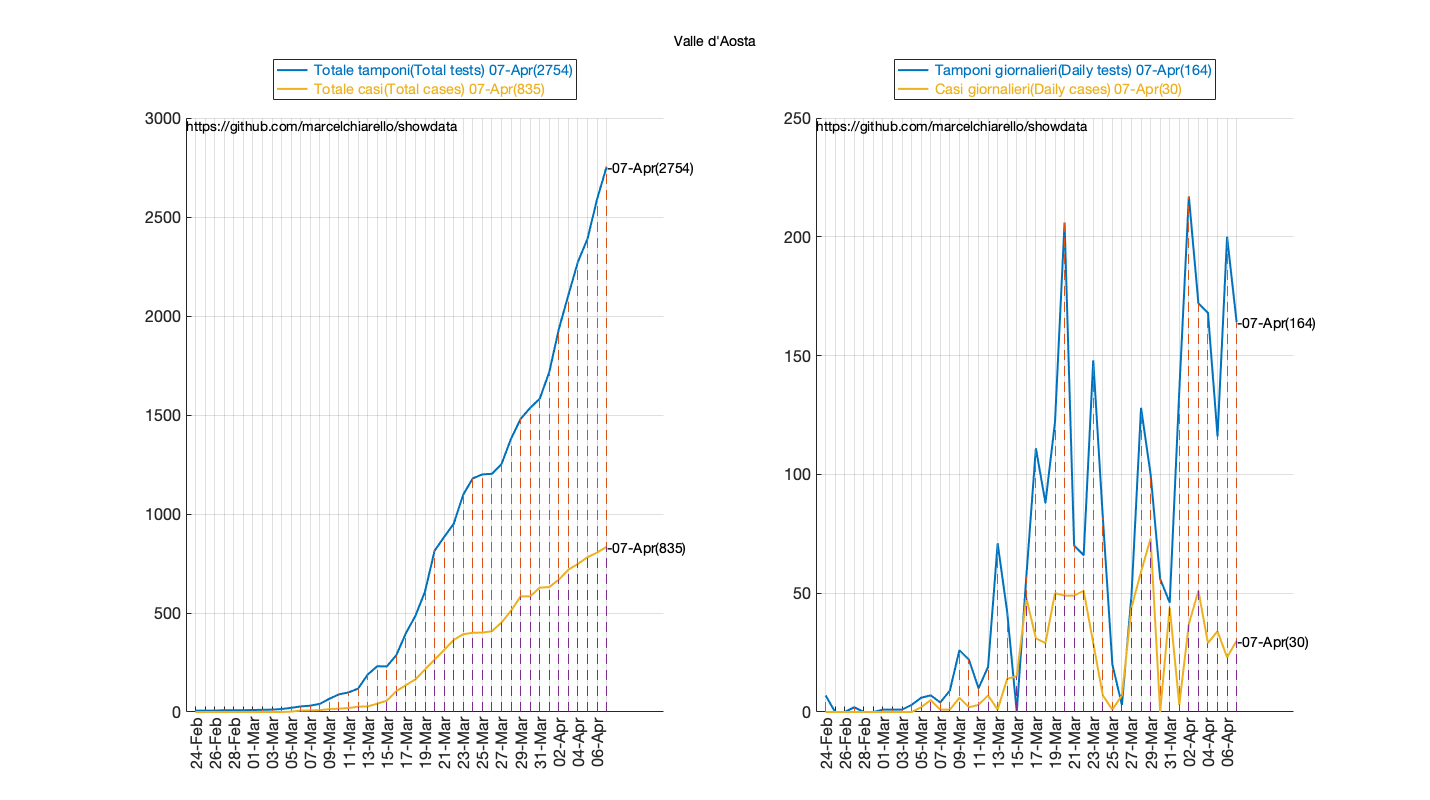 Valle d'Aosta
Totale tamponi(Total tests) 07-Apr(2754)
Totale casi(Total cases) 07-Apr(835)
3000
2500
2000
1500
1000
500
0
https://github.com/marcelchiarello/showdata
-07-Apr(2754)
-07-Apr(835)
24-Feb
26-Feb
28-Feb
01-Mar
03-Mar
05-Mar
07-Mar
09-Mar
11-Mar
13-Mar
15-Mar
17-Mar
19-Mar
21-Mar
23-Mar
25-Mar
27-Mar
29-Mar
31-Mar
02-Apr
04-Apr
06-Apr
Tamponi giornalieri(Daily tests) 07-Apr(164)
Casi giornalieri(Daily cases) 07-Apr(30)
250
200
150
100
50
0
https://github.com/marcelchiarello/showdata
-07-Apr(164)
-07-Apr(30)
24-Feb
26-Feb
28-Feb
01-Mar
03-Mar
05-Mar
07-Mar
09-Mar
11-Mar
13-Mar
15-Mar
17-Mar
19-Mar
21-Mar
23-Mar
25-Mar
27-Mar
29-Mar
31-Mar
02-Apr
04-Apr
06-Apr